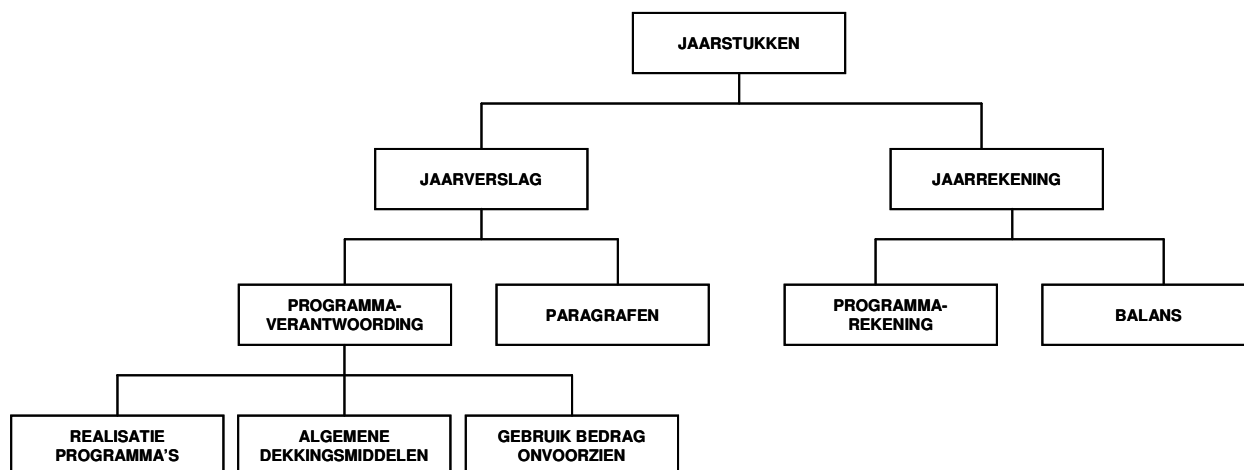 JAARSTUKKEN
JAARVERSLAG
JAARREKENING
PROGRAMMA-
VERANTWOORDING
PARAGRAFEN
PROGRAMMA-
REKENING
BALANS
REALISATIE
PROGRAMMA'S
ALGEMENE
DEKKINGSMIDDELEN
GEBRUIK BEDRAG
ONVOORZIEN